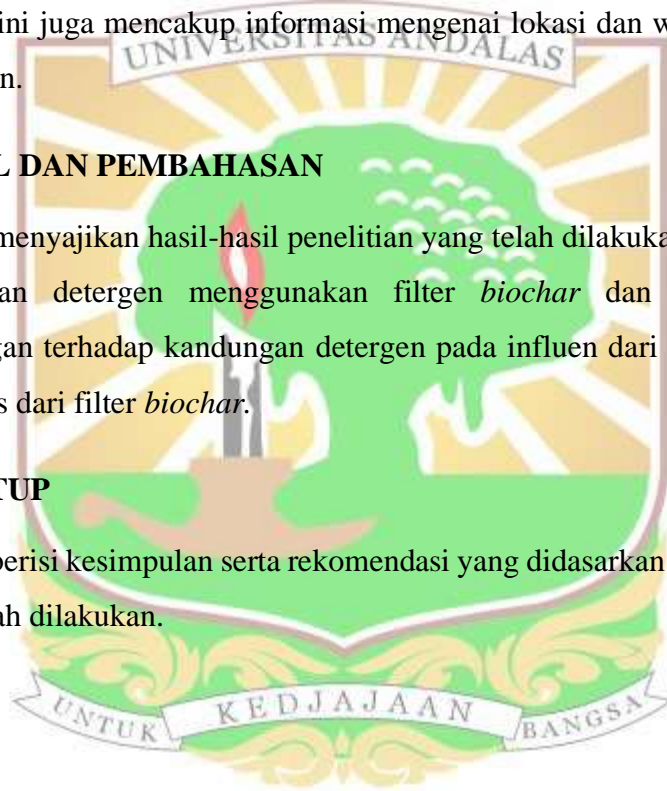 ini juga mencakup informasi mengenai lokasi dan w
UNIVERSITAS ANDALAS
n.
L DAN PEMBAHASAN
menyajikan hasil-hasil penelitian yang telah dilakuka
an detergen menggunakan filter biochar dan
gan terhadap kandungan detergen pada influen dari
s dari filter biochar.
TUP
berisi kesimpulan serta rekomendasi yang didasarkan
ah dilakukan.
UNTUK KEDJAJAAN BANGSA